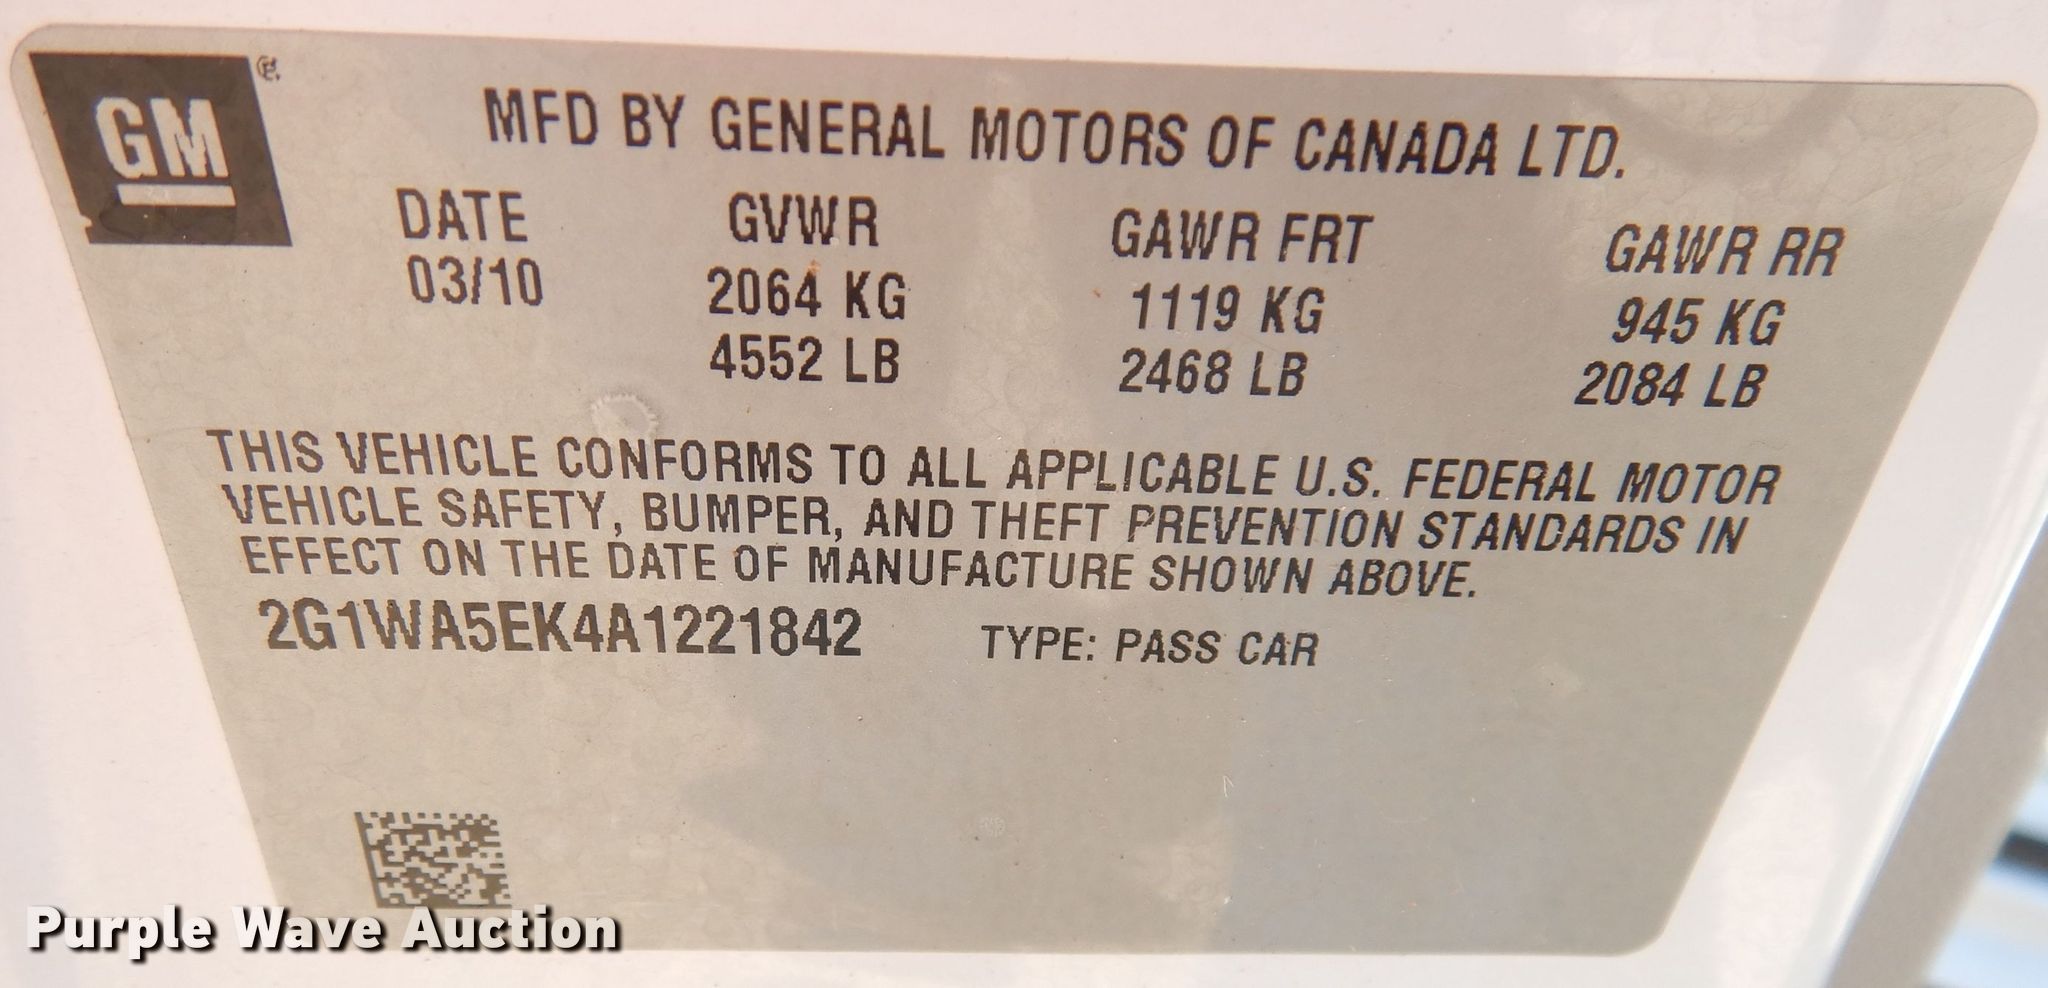 GM
MFD BY GENERAL MOTORS OF CANADA LTD.
DATE GVWR GAWR FRT GAWR RR
03/10 2064 KG 1119 KG 945 KG
4552 LB 2468 LB 2084 LB
THIS VEHICLE CONFORMS TO ALL APPLICABLE U.S. FEDERAL MOTOR
VEHICLE SAFETY, BUMPER, AND THEFT PREVENTION STANDARDS IN
EFFECT ON THE DATE OF MANUFACTURE SHOWN ABOVE.
2G1WA5EK4A1221842 TYPE: PASS CAR
Purple Wave Auction